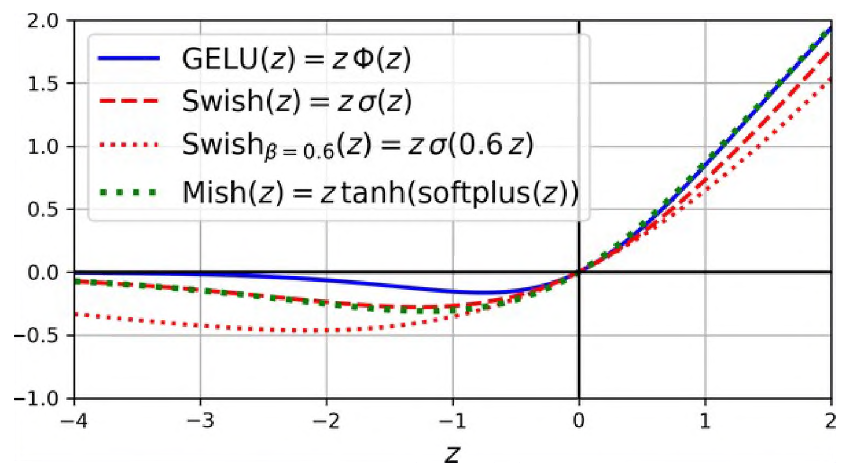 2.0
1.5
1.0
0.5
0.0
−0.5
−1.0
GELU(z) = z Φ(z)
Swish(z) = z σ(z)
Swishβ = 0.6(z) = z σ(0.6 z)
Mish(z) = z tanh(softplus(z))
−4 −3 −2 −1 0 1 2
z